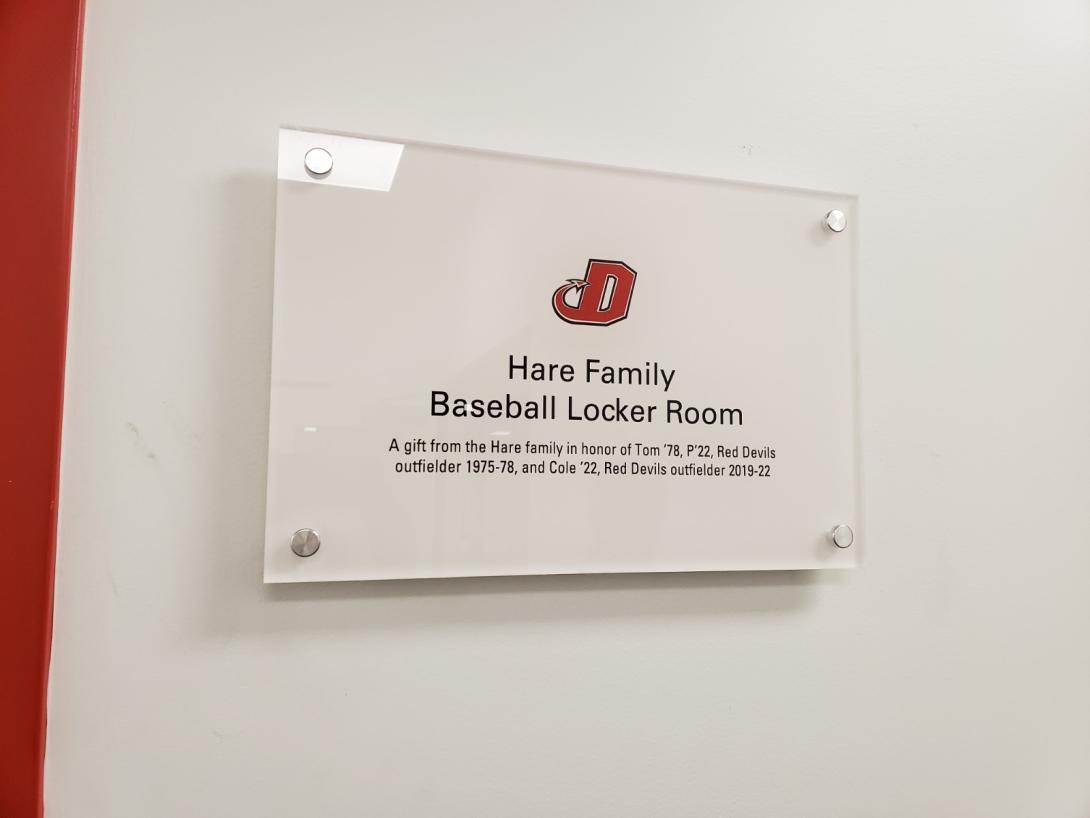 D
Hare Family
Baseball Locker Room
A gift from the Hare family in honor of Tom '78, P'22, Red Devils
outfielder 1975-78, and Cole '22, Red Devils outfielder 2019-22